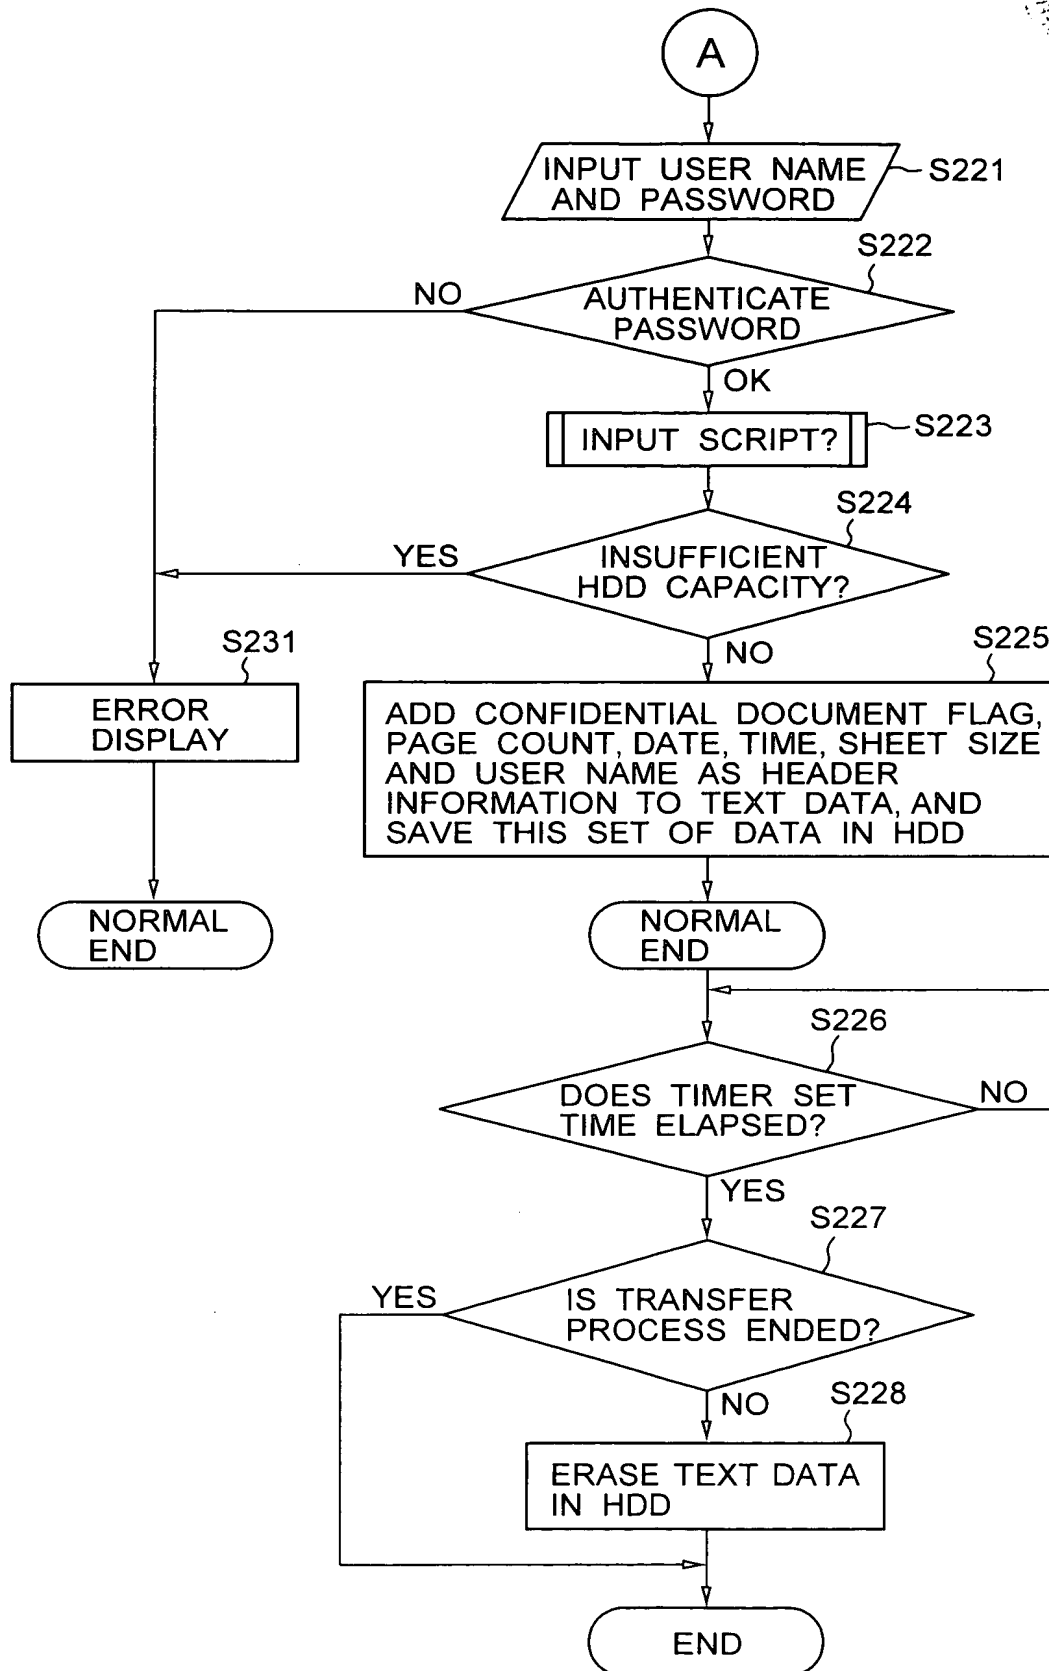 A
INPUT USER NAME
AND PASSWORD
S221
S222
NO
AUTHENTICATE
PASSWORD
OK
INPUT SCRIPT?
S223
S224
YES
INSUFFICIENT
HDD CAPACITY?
NO
S231
S225
ERROR
DISPLAY
ADD CONFIDENTIAL DOCUMENT FLAG,
PAGE COUNT, DATE, TIME, SHEET SIZE
AND USER NAME AS HEADER
INFORMATION TO TEXT DATA, AND
SAVE THIS SET OF DATA IN HDD
NORMAL
END
NORMAL
END
S226
DOES TIMER SET
TIME ELAPSED?
NO
YES
S227
YES
IS TRANSFER
PROCESS ENDED?
NO
S228
ERASE TEXT DATA
IN HDD
END